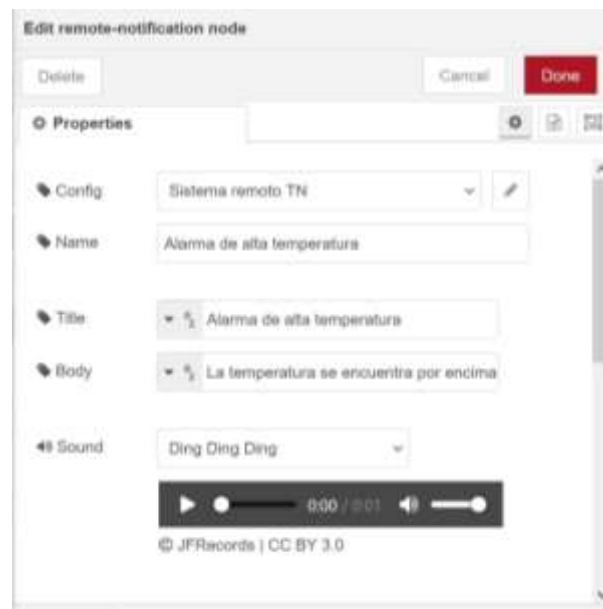 Edit remote-notification node
Delete Cancel Done
Properties
Config Sistema remoto TN
Name Alarma de alta temperatura
Title Alarma de alta temperatura
Body La temperatura se encuentra por encima
Sound Ding Ding Ding
0:00 / 0:01
© JFRecords | CC BY 3.0